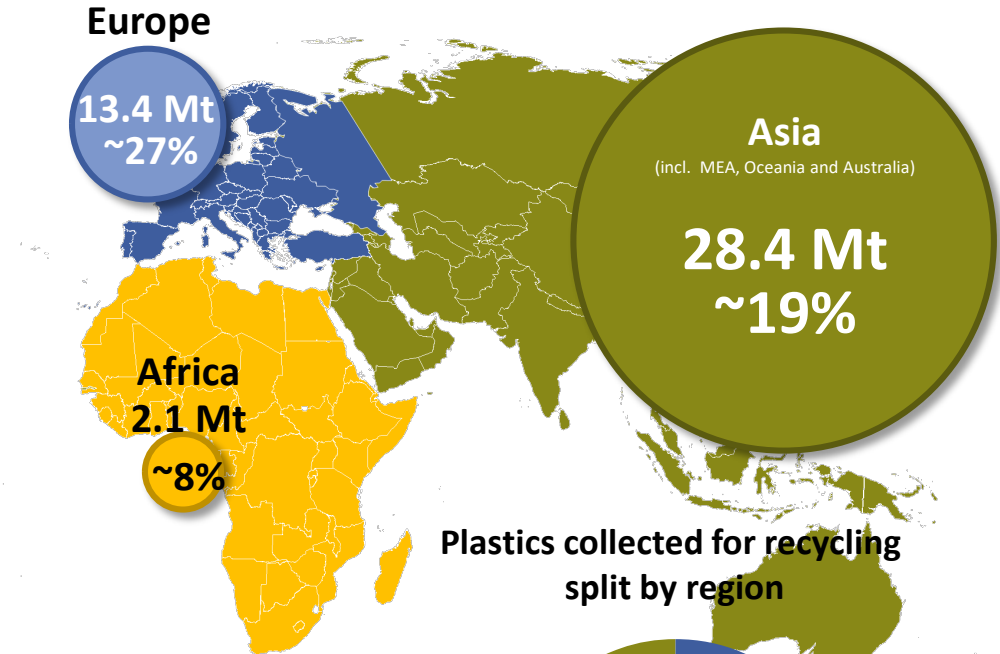 Europe
13.4 Mt
~27%
Asia
(incl. MEA, Oceania and Australia)
28.4 Mt
~19%
Africa
2.1 Mt
~8%
Plastics collected for recycling
split by region